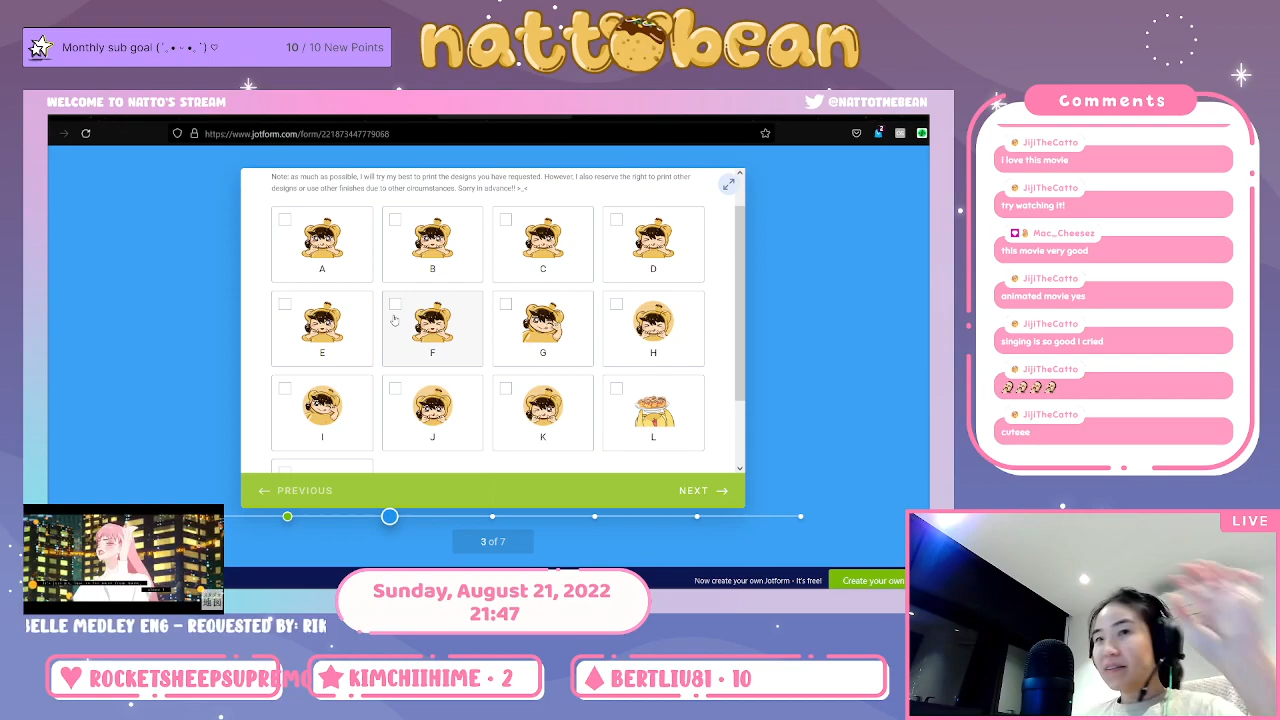 Monthly sub goal (´｡• ᵕ •｡`) ♡
10 / 10 New Points
nattobean
WELCOME TO NATTO'S STREAM
@NATTOTHEBEAN
https://www.jotform.com/form/221873447779068
Note: as much as possible, I will try my best to print the designs you have requested. However, I also reserve the right to print other
designs or use other finishes due to other circumstances. Sorry in advance!! >_<
A
B
C
D
E
F
G
H
I
J
K
L
PREVIOUS
NEXT
3 of 7
Now create your own Jotform - It's free!
Create your own
Comments
JijiTheCatto
I love this movie
JijiTheCatto
try watching it!
Mac_Cheesez
this movie very good
JijiTheCatto
animated movie yes
JijiTheCatto
singing is so good I cried
JijiTheCatto
JijiTheCatto
cuteee
Sunday, August 21, 2022
21:47
BELLE MEDLEY ENG - REQUESTED BY: RIK
ROCKETSHEEPSUPREMO
KIMCHIIHIME · 2
BERTLIU81 · 10
LIVE